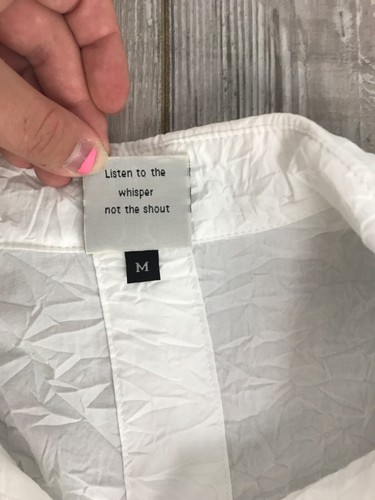 Listen to the
whisper
not the shout
M